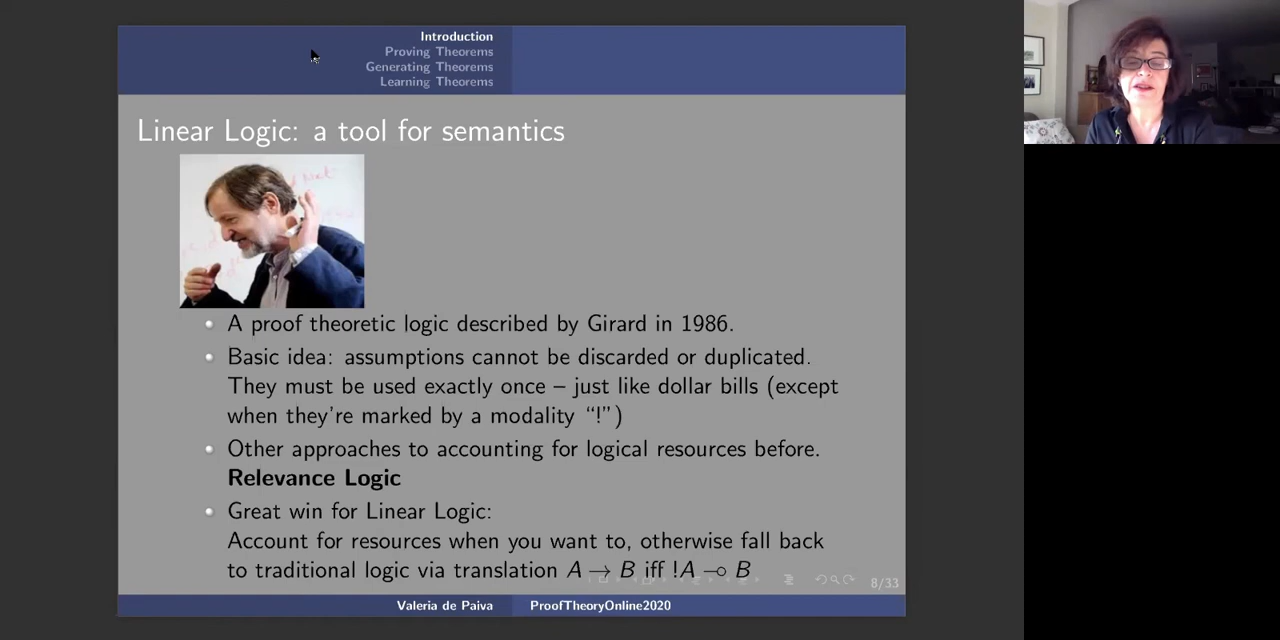 Introduction
Proving Theorems
Generating Theorems
Learning Theorems
Linear Logic: a tool for semantics
A proof theoretic logic described by Girard in 1986.
Basic idea: assumptions cannot be discarded or duplicated.
They must be used exactly once – just like dollar bills (except
when they're marked by a modality “!”)
Other approaches to accounting for logical resources before.
Relevance Logic
Great win for Linear Logic:
Account for resources when you want to, otherwise fall back
to traditional logic via translation A → B iff !A ⊸ B
8/33
Valeria de Paiva ProofTheoryOnline2020